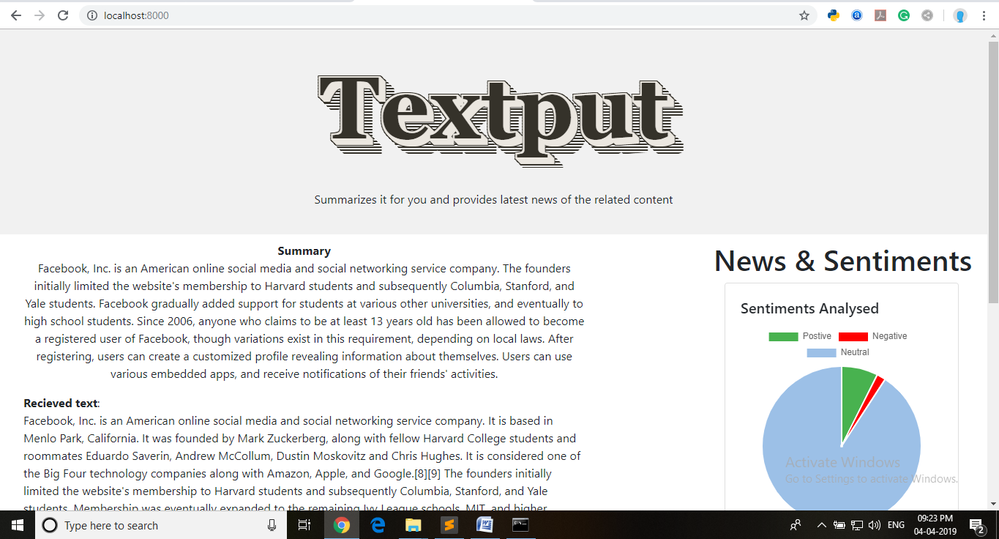 localhost:8000
Textput
Summarizes it for you and provides latest news of the related content
Summary
Facebook, Inc. is an American online social media and social networking service company. The founders
initially limited the website's membership to Harvard students and subsequently Columbia, Stanford, and
Yale students. Facebook gradually added support for students at various other universities, and eventually to
high school students. Since 2006, anyone who claims to be at least 13 years old has been allowed to become
a registered user of Facebook, though variations exist in this requirement, depending on local laws. After
registering, users can create a customized profile revealing information about themselves. Users can use
various embedded apps, and receive notifications of their friends' activities.
Recieved text:
Facebook, Inc. is an American online social media and social networking service company. It is based in
Menlo Park, California. It was founded by Mark Zuckerberg, along with fellow Harvard College students and
roommates Eduardo Saverin, Andrew McCollum, Dustin Moskovitz and Chris Hughes. It is considered one of
the Big Four technology companies along with Amazon, Apple, and Google.[8][9] The founders initially
limited the website's membership to Harvard students and subsequently Columbia, Stanford, and Yale
students. Membership was eventually expanded to the remaining Ivy League schools, MIT, and higher
News & Sentiments
Sentiments Analysed
Postive Negative
Neutral
Activate Windows
Go to Settings to activate Windows.
Type here to search
ENG
09:23 PM
04-04-2019
2